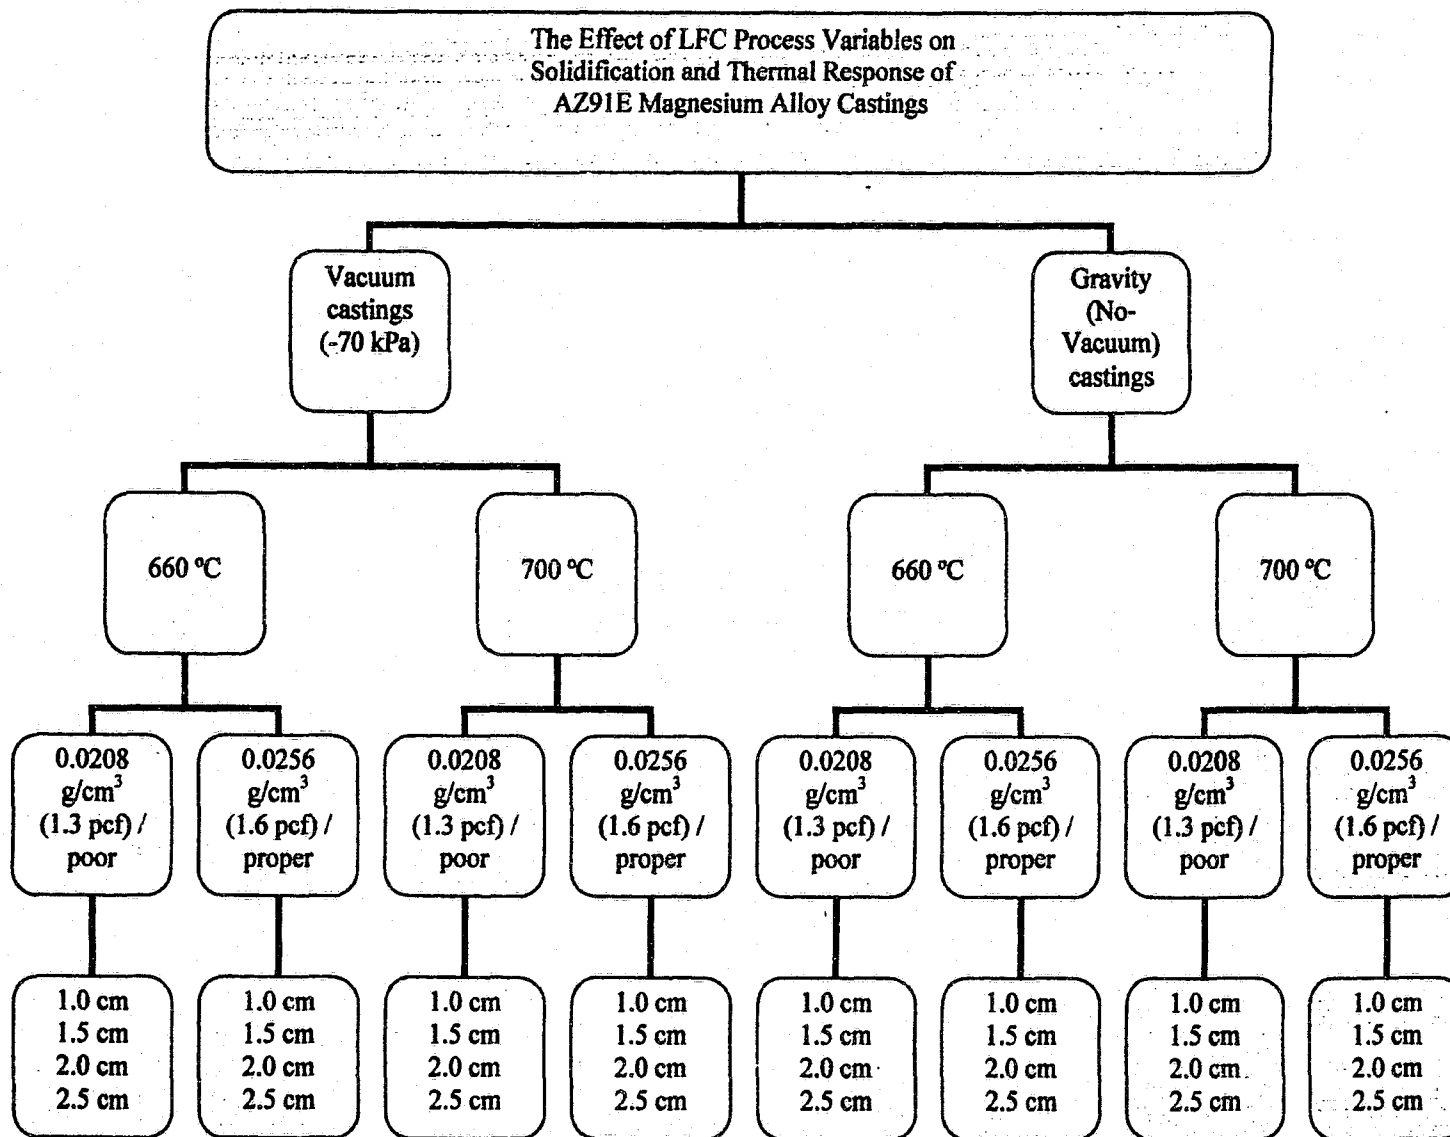 The Effect of LFC Process Variables on
Solidification and Thermal Response of
AZ91E Magnesium Alloy Castings
Vacuum
castings
(-70 kPa)
Gravity
(No-
Vacuum)
castings
660 ºC
700 ºC
660 ºC
700 ºC
0.0208
g/cm³
(1.3 pcf) /
poor
0.0256
g/cm³
(1.6 pcf) /
proper
0.0208
g/cm³
(1.3 pcf) /
poor
0.0256
g/cm³
(1.6 pcf) /
proper
0.0208
g/cm³
(1.3 pcf) /
poor
0.0256
g/cm³
(1.6 pcf) /
proper
0.0208
g/cm³
(1.3 pcf) /
poor
0.0256
g/cm³
(1.6 pcf) /
proper
1.0 cm
1.5 cm
2.0 cm
2.5 cm
1.0 cm
1.5 cm
2.0 cm
2.5 cm
1.0 cm
1.5 cm
2.0 cm
2.5 cm
1.0 cm
1.5 cm
2.0 cm
2.5 cm
1.0 cm
1.5 cm
2.0 cm
2.5 cm
1.0 cm
1.5 cm
2.0 cm
2.5 cm
1.0 cm
1.5 cm
2.0 cm
2.5 cm
1.0 cm
1.5 cm
2.0 cm
2.5 cm